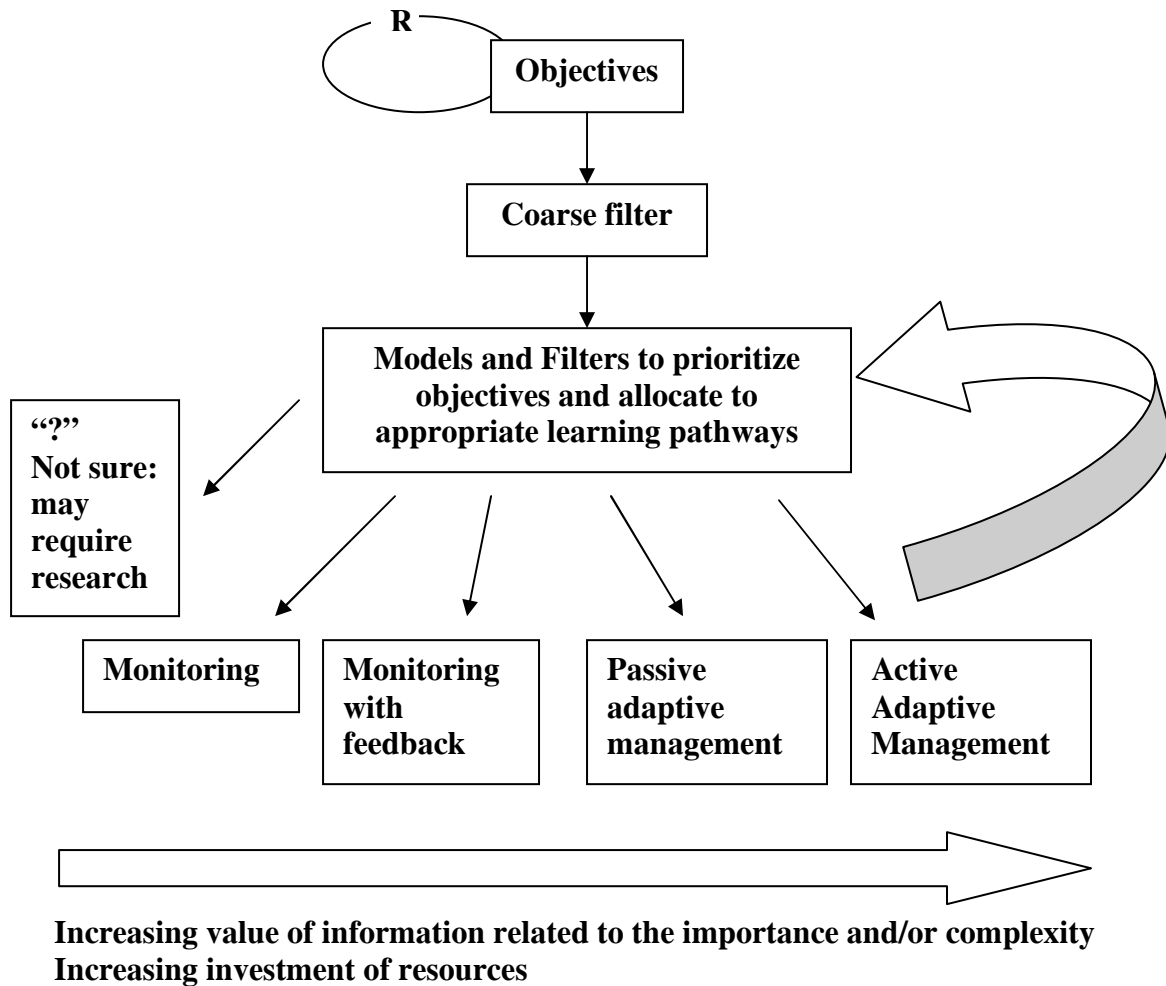 R
Objectives
Coarse filter
Models and Filters to prioritize
objectives and allocate to
appropriate learning pathways
“?”
Not sure:
may
require
research
Monitoring
Monitoring
with
feedback
Passive
adaptive
management
Active
Adaptive
Management
Increasing value of information related to the importance and/or complexity
Increasing investment of resources